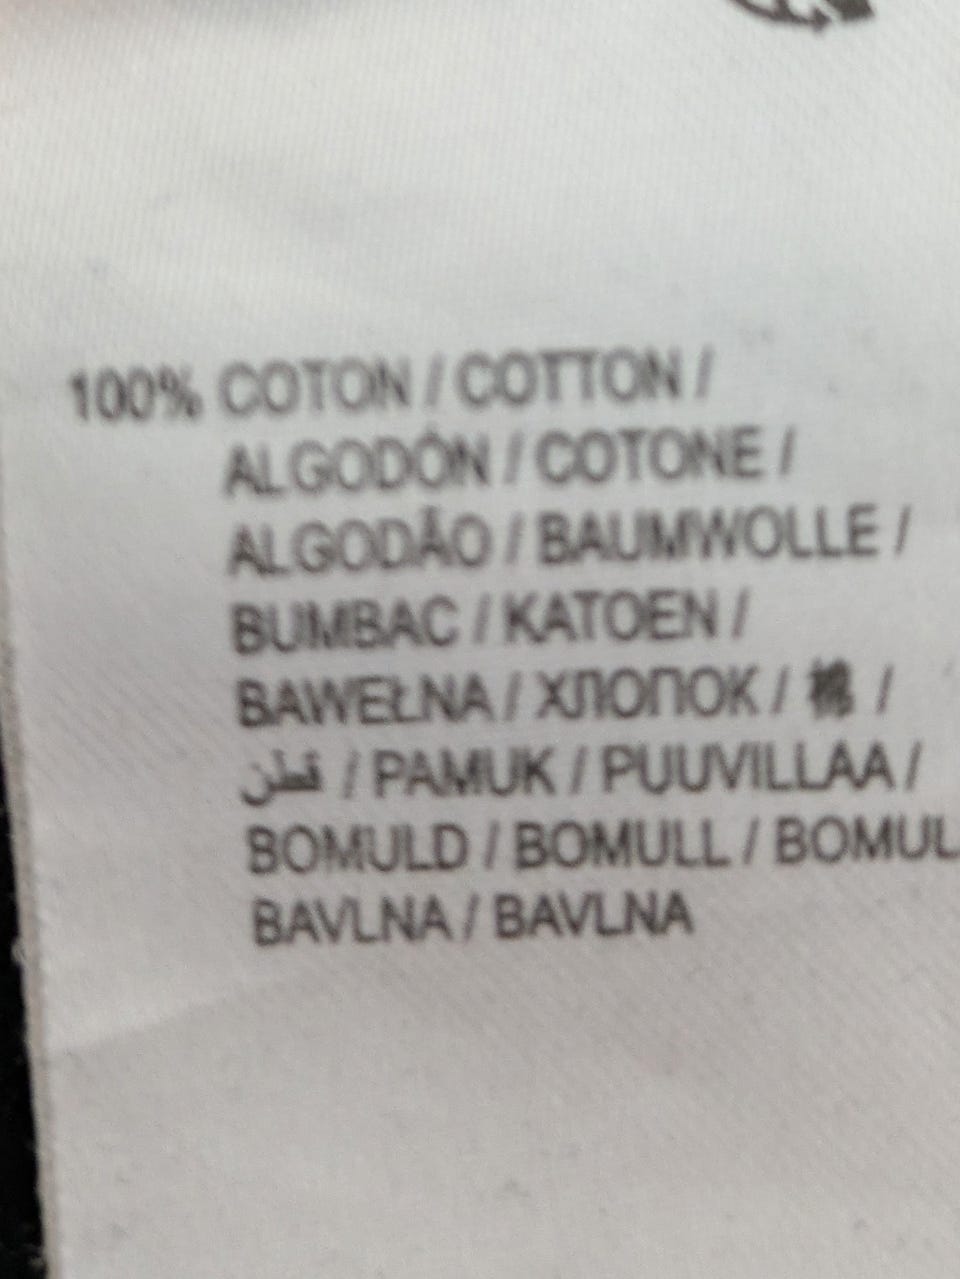 100% COTON / COTTON /
ALGODÓN / COTONE /
ALGODÃO / BAUMWOLLE /
BUMBAC / KATOEN /
BAWEŁNA / ХЛОПОК / 棉 /
قطن / PAMUK / PUUVILLAA /
BOMULD / BOMULL / BOMUL
BAVLNA / BAVLNA